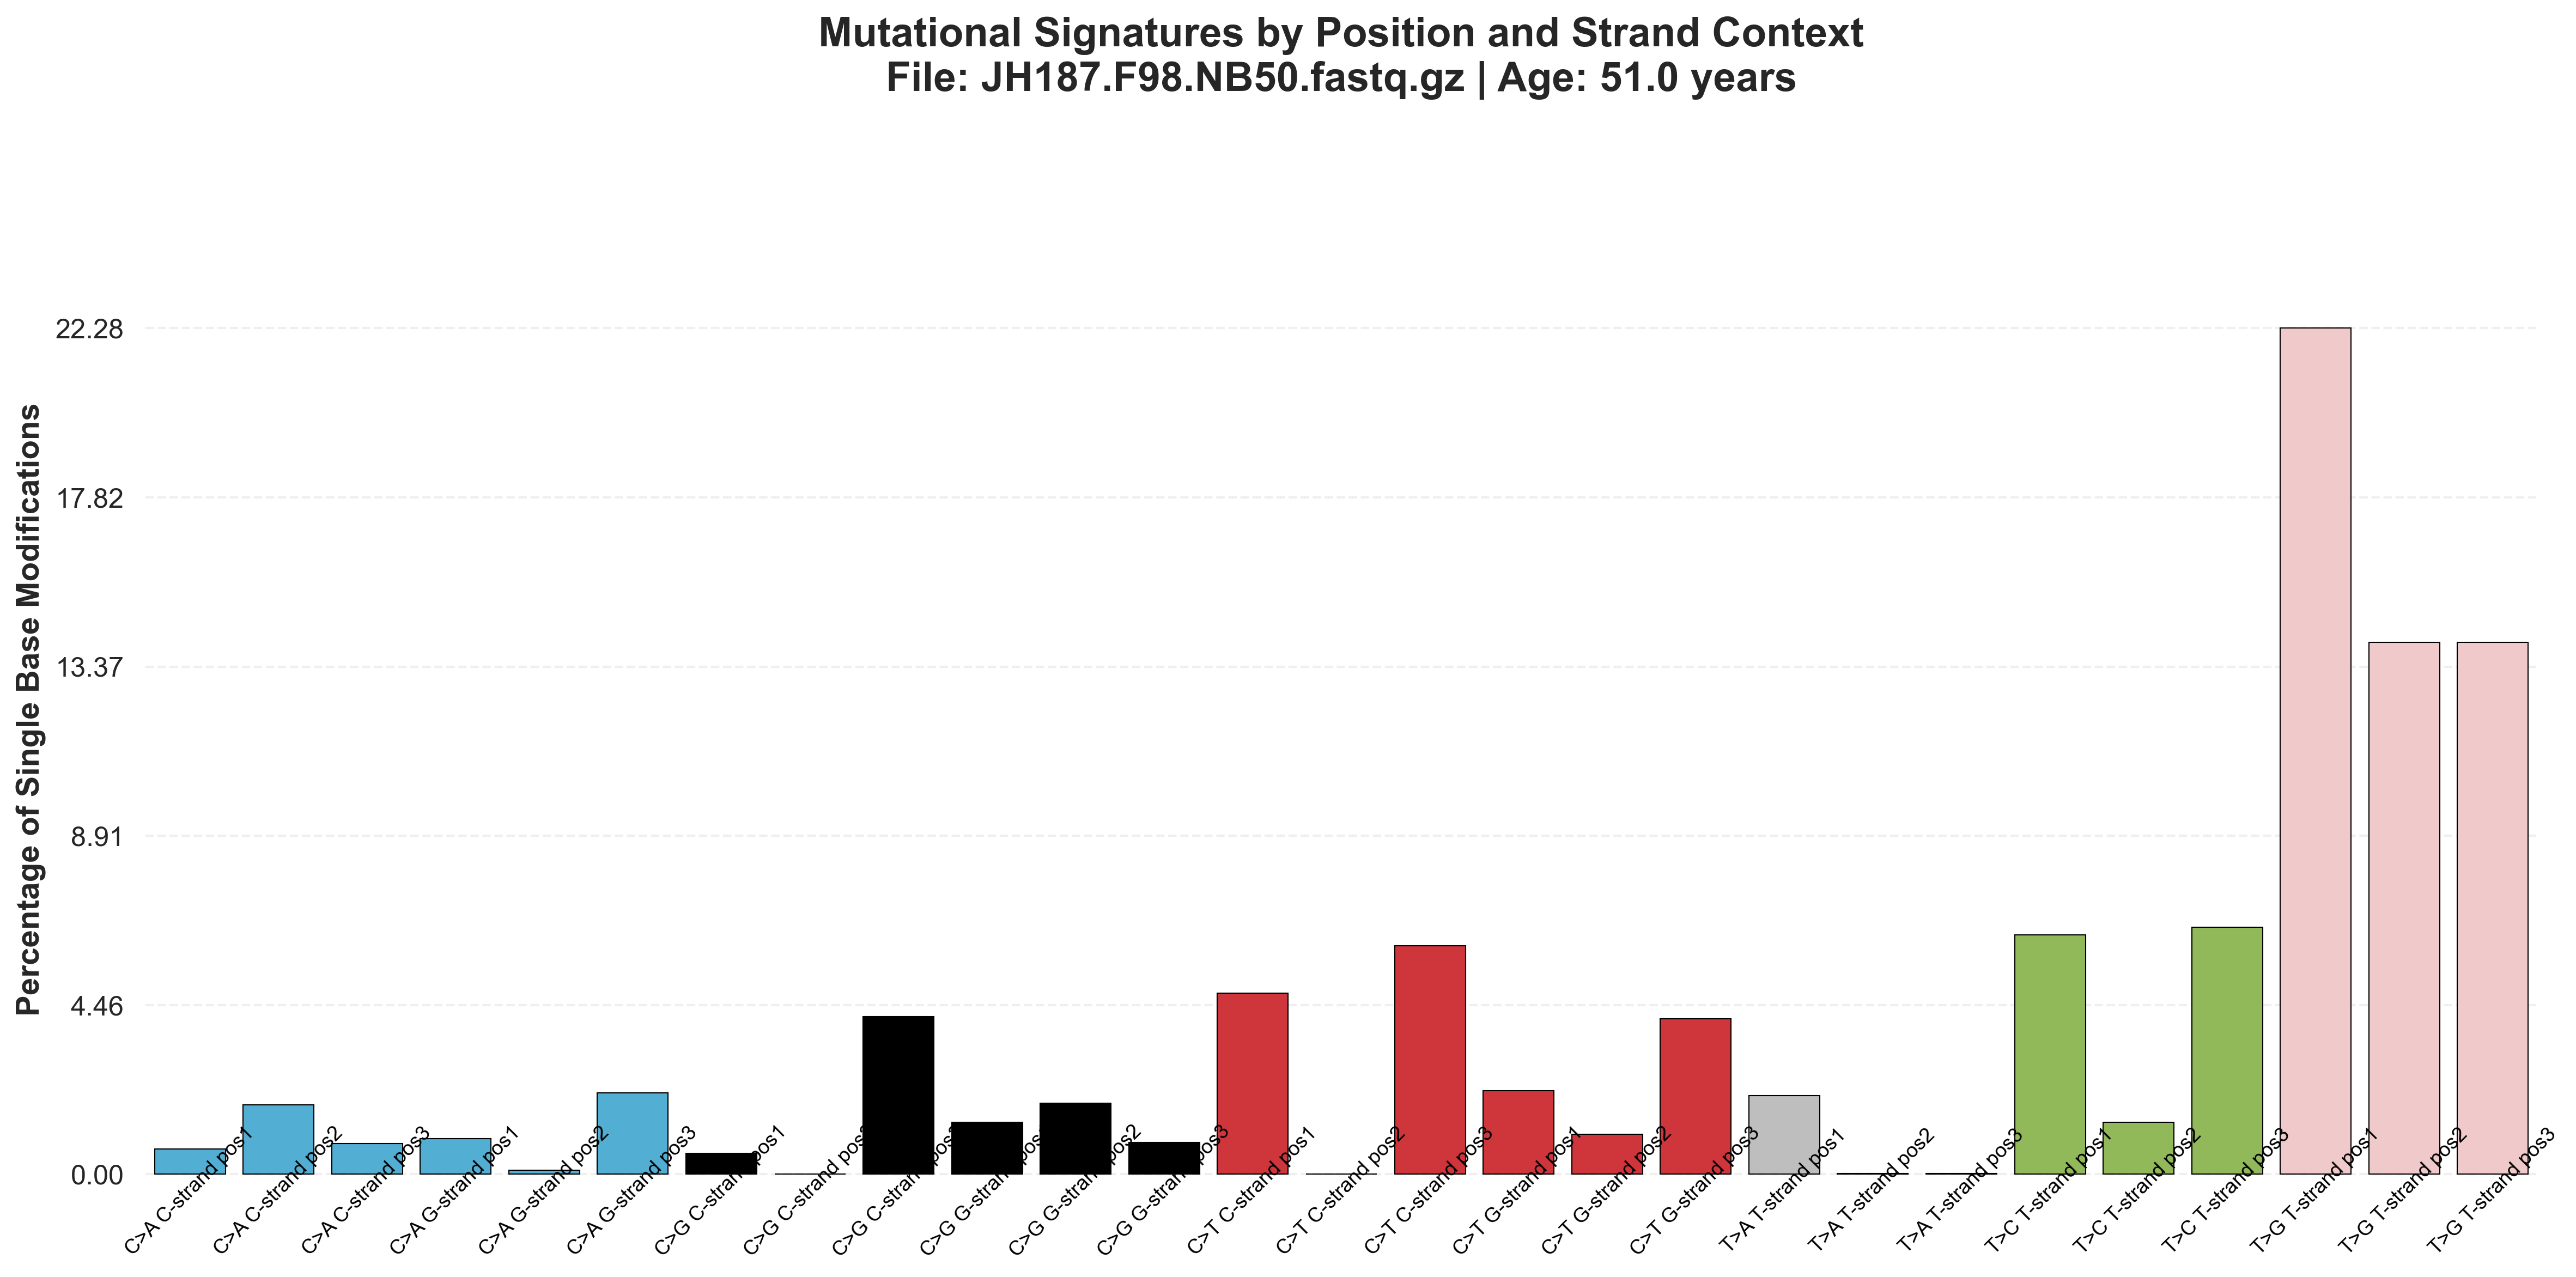 Mutational Signatures by Position and Strand Context
File: JH187.F98.NB50.fastq.gz | Age: 51.0 years
Percentage of Single Base Modifications
22.28
17.82
13.37
8.91
4.46
0.00
C>A C-strand pos1
C>A C-strand pos2
C>A C-strand pos3
C>A G-strand pos1
C>A G-strand pos2
C>A G-strand pos3
C>G C-strand pos1
C>G C-strand pos2
C>G C-strand pos3
C>G G-strand pos1
C>G G-strand pos2
C>G G-strand pos3
C>T C-strand pos1
C>T C-strand pos2
C>T C-strand pos3
C>T G-strand pos1
C>T G-strand pos2
C>T G-strand pos3
T>A T-strand pos1
T>A T-strand pos2
T>A T-strand pos3
T>C T-strand pos1
T>C T-strand pos2
T>C T-strand pos3
T>G T-strand pos1
T>G T-strand pos2
T>G T-strand pos3